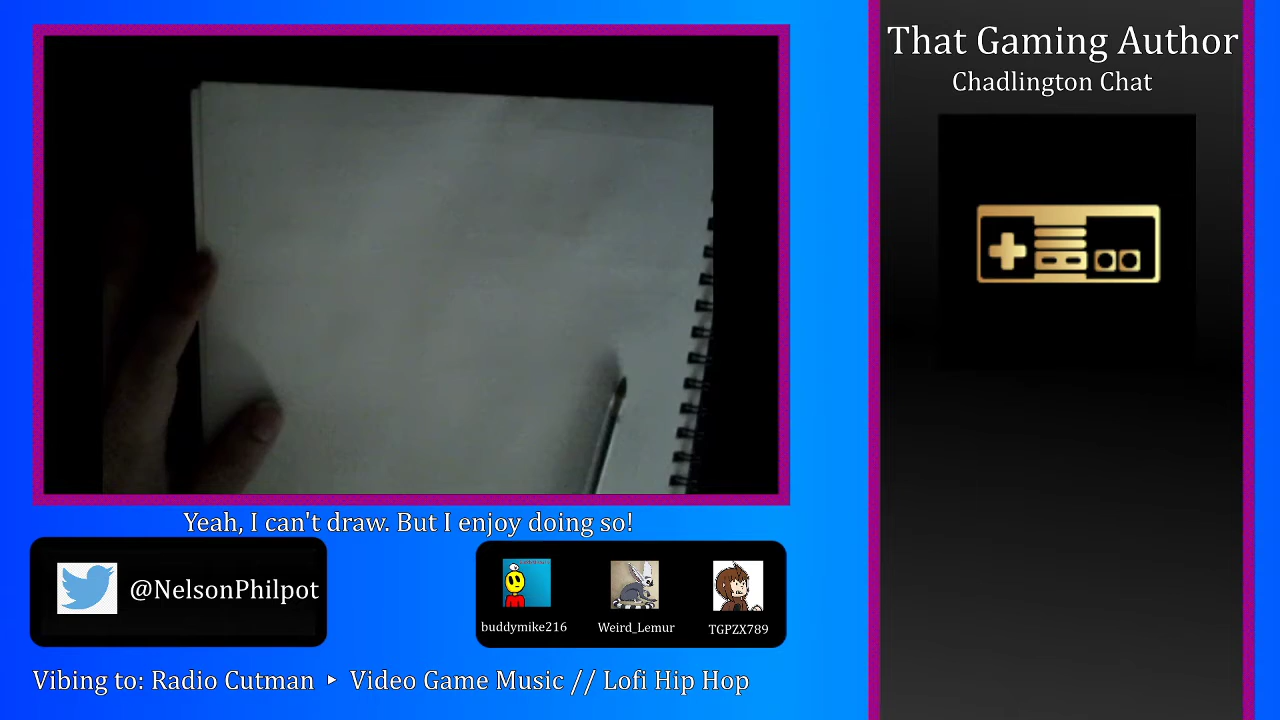 That Gaming Author
Chadlington Chat
Yeah, I can't draw. But I enjoy doing so!
@NelsonPhilpot
buddymike216
Weird_Lemur
TGPZX789
Vibing to: Radio Cutman ‣ Video Game Music // Lofi Hip Hop